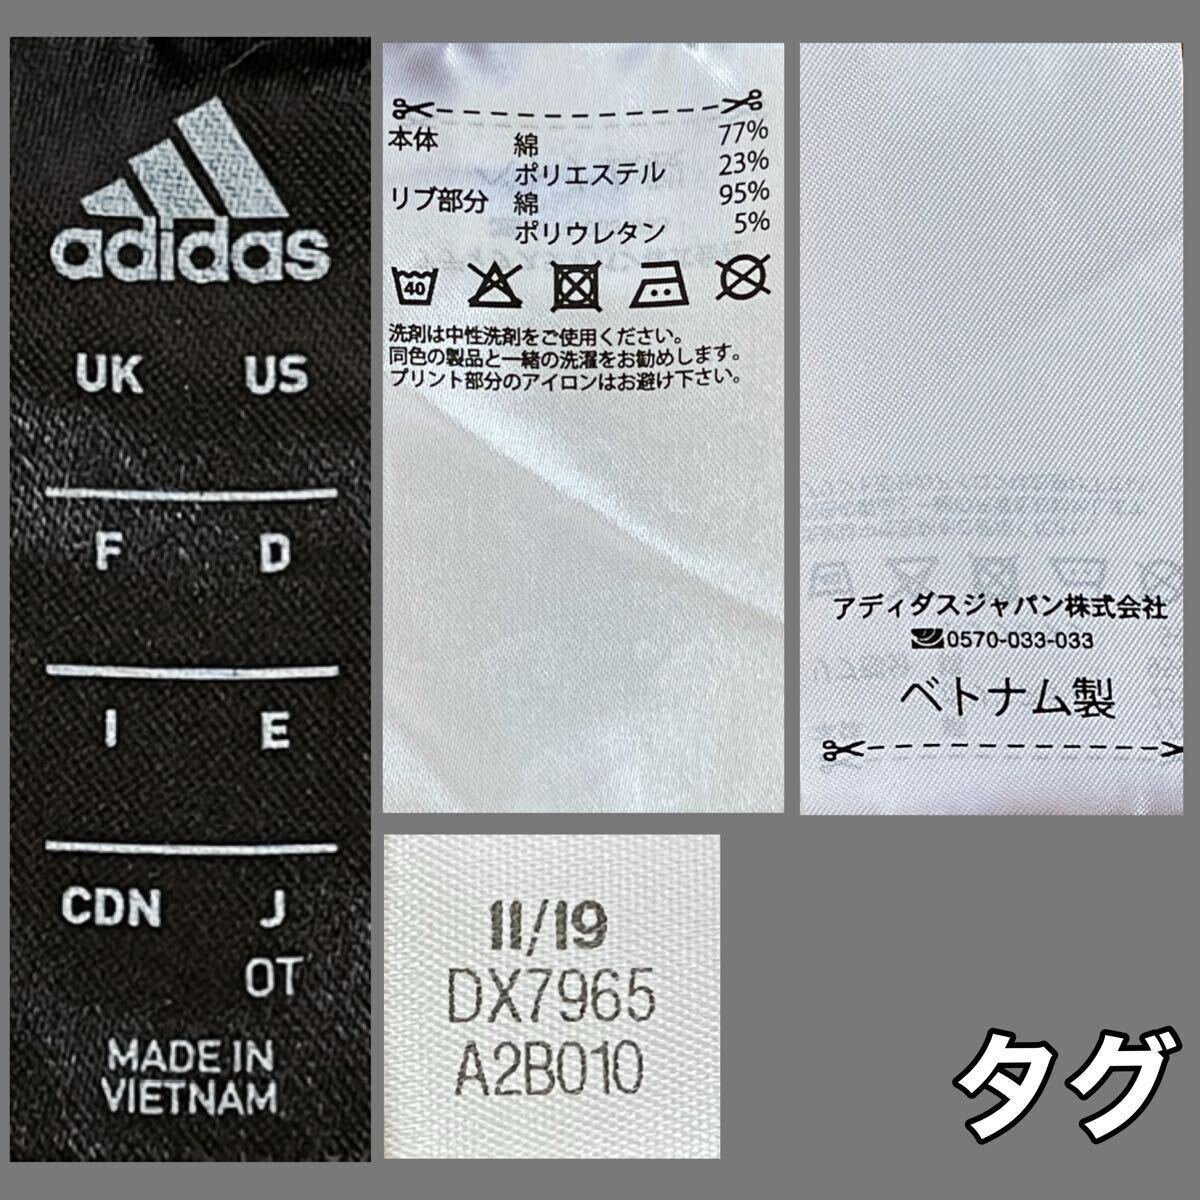 adidas
UK US
F D
I E
CDN J
OT
MADE IN
VIETNAM
本体 綿 77%
ポリエステル 23%
リブ部分 綿 95%
ポリウレタン 5%
40
洗剤は中性洗剤をご使用ください。
同色の製品と一緒の洗濯をお勧めします。
プリント部分のアイロンはお避け下さい。
アディダスジャパン株式会社
0570-033-033
ベトナム製
11/19
DX7965
A2B010
タグ